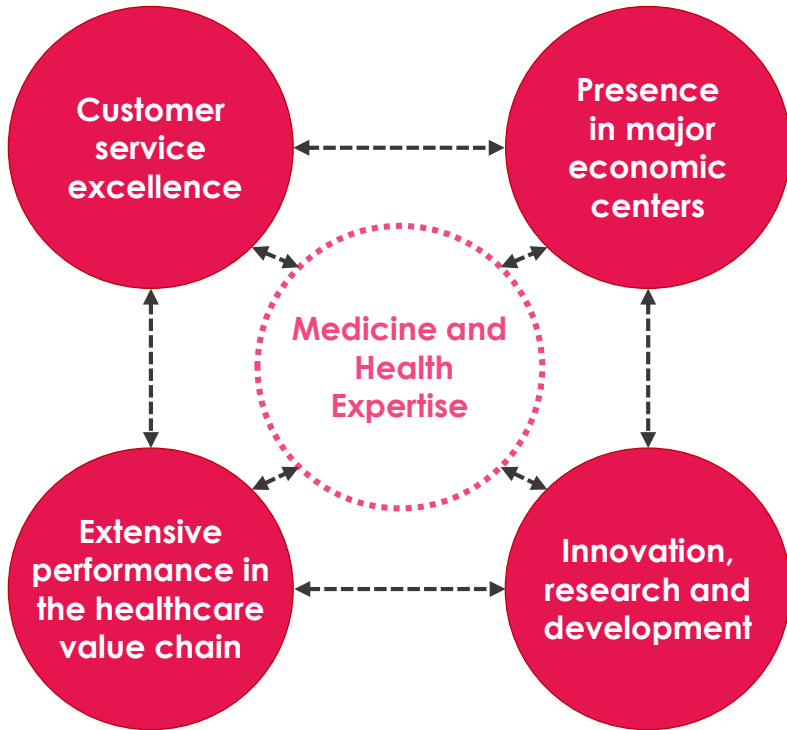 Customer
service
excellence
Presence
in major
economic
centers
Medicine and
Health
Expertise
Extensive
performance in
the healthcare
value chain
Innovation,
research and
development